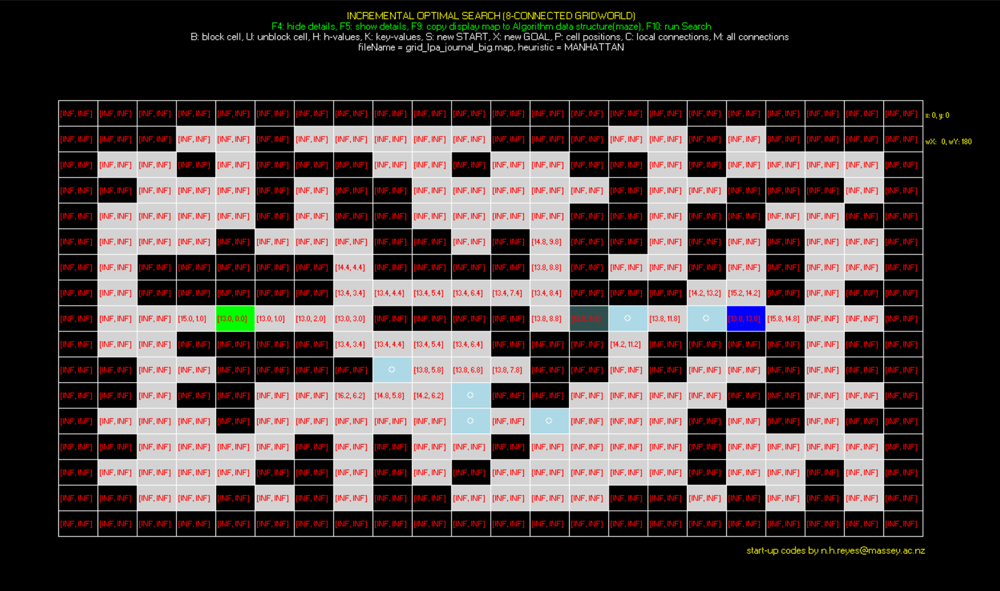 INCREMENTAL OPTIMAL SEARCH (8-CONNECTED GRIDWORLD)
F4: hide details, F5: show details, F9: copy display map to Algorithm data structure(maze), F10: run Search
B: block cell, U: unblock cell, H: h-values, K: key-values, S: new START, X: new GOAL, P: cell positions, C: local connections, M: all connections
fileName = grid_lpa_journal_big.map, heuristic = MANHATTAN
[INF, INF] [INF, INF] [INF, INF] [INF, INF] [INF, INF] [INF, INF] [INF, INF] [INF, INF] [INF, INF] [INF, INF] [INF, INF] [INF, INF] [INF, INF] [INF, INF] [INF, INF] [INF, INF] [INF, INF] [INF, INF] [INF, INF] [INF, INF] [INF, INF] [INF, INF] x: 0, y: 0
[INF, INF] [INF, INF] [INF, INF] [INF, INF] [INF, INF] [INF, INF] [INF, INF] [INF, INF] [INF, INF] [INF, INF] [INF, INF] [INF, INF] [INF, INF] [INF, INF] [INF, INF] [INF, INF] [INF, INF] [INF, INF] [INF, INF] [INF, INF] [INF, INF] [INF, INF] wX: 0, wY: 180
[INF, INF] [INF, INF] [INF, INF] [INF, INF] [INF, INF] [INF, INF] [INF, INF] [INF, INF] [INF, INF] [INF, INF] [INF, INF] [INF, INF] [INF, INF] [INF, INF] [INF, INF] [INF, INF] [INF, INF] [INF, INF] [INF, INF] [INF, INF] [INF, INF] [INF, INF]
[INF, INF] [INF, INF] [INF, INF] [INF, INF] [INF, INF] [INF, INF] [INF, INF] [INF, INF] [INF, INF] [INF, INF] [INF, INF] [INF, INF] [INF, INF] [INF, INF] [INF, INF] [INF, INF] [INF, INF] [INF, INF] [INF, INF] [INF, INF] [INF, INF] [INF, INF]
[INF, INF] [INF, INF] [INF, INF] [INF, INF] [INF, INF] [INF, INF] [INF, INF] [INF, INF] [INF, INF] [INF, INF] [INF, INF] [INF, INF] [INF, INF] [INF, INF] [INF, INF] [INF, INF] [INF, INF] [INF, INF] [INF, INF] [INF, INF] [INF, INF] [INF, INF]
[INF, INF] [INF, INF] [INF, INF] [INF, INF] [INF, INF] [INF, INF] [INF, INF] [INF, INF] [INF, INF] [INF, INF] [INF, INF] [INF, INF] [14.8, 9.8] [INF, INF] [INF, INF] [INF, INF] [INF, INF] [INF, INF] [INF, INF] [INF, INF] [INF, INF] [INF, INF]
[INF, INF] [INF, INF] [INF, INF] [INF, INF] [INF, INF] [INF, INF] [INF, INF] [14.4, 4.4] [INF, INF] [INF, INF] [INF, INF] [INF, INF] [13.8, 8.8] [INF, INF] [INF, INF] [INF, INF] [INF, INF] [INF, INF] [INF, INF] [INF, INF] [INF, INF] [INF, INF]
[INF, INF] [INF, INF] [INF, INF] [INF, INF] [INF, INF] [INF, INF] [INF, INF] [13.4, 3.4] [13.4, 4.4] [13.4, 5.4] [13.4, 6.4] [13.4, 7.4] [13.4, 8.4] [INF, INF] [INF, INF] [INF, INF] [14.2, 13.2] [15.2, 14.2] [INF, INF] [INF, INF] [INF, INF] [INF, INF]
[INF, INF] [INF, INF] [INF, INF] [15.0, 1.0] [13.0, 0.0] [13.0, 1.0] [13.0, 2.0] [13.0, 3.0] [INF, INF] [INF, INF] [INF, INF] [INF, INF] [13.8, 8.8] [13.8, 9.8] [13.8, 11.8] [13.8, 13.8] [15.8, 14.8] [INF, INF] [INF, INF] [INF, INF]
[INF, INF] [INF, INF] [INF, INF] [INF, INF] [INF, INF] [INF, INF] [INF, INF] [13.4, 3.4] [13.4, 4.4] [13.4, 5.4] [13.4, 6.4] [INF, INF] [INF, INF] [INF, INF] [14.2, 11.2] [INF, INF] [INF, INF] [INF, INF] [INF, INF] [INF, INF] [INF, INF] [INF, INF]
[INF, INF] [INF, INF] [INF, INF] [INF, INF] [INF, INF] [INF, INF] [INF, INF] [INF, INF] [13.8, 5.8] [13.8, 6.8] [13.8, 7.8] [INF, INF] [INF, INF] [INF, INF] [INF, INF] [INF, INF] [INF, INF] [INF, INF] [INF, INF] [INF, INF] [INF, INF]
[INF, INF] [INF, INF] [INF, INF] [INF, INF] [INF, INF] [INF, INF] [INF, INF] [16.2, 6.2] [14.8, 5.8] [14.2, 6.2] [INF, INF] [INF, INF] [INF, INF] [INF, INF] [INF, INF] [INF, INF] [INF, INF] [INF, INF] [INF, INF] [INF, INF] [INF, INF]
[INF, INF] [INF, INF] [INF, INF] [INF, INF] [INF, INF] [INF, INF] [INF, INF] [INF, INF] [INF, INF] [INF, INF] [INF, INF] [INF, INF] [INF, INF] [INF, INF] [INF, INF] [INF, INF] [INF, INF] [INF, INF] [INF, INF] [INF, INF]
[INF, INF] [INF, INF] [INF, INF] [INF, INF] [INF, INF] [INF, INF] [INF, INF] [INF, INF] [INF, INF] [INF, INF] [INF, INF] [INF, INF] [INF, INF] [INF, INF] [INF, INF] [INF, INF] [INF, INF] [INF, INF] [INF, INF] [INF, INF] [INF, INF] [INF, INF]
[INF, INF] [INF, INF] [INF, INF] [INF, INF] [INF, INF] [INF, INF] [INF, INF] [INF, INF] [INF, INF] [INF, INF] [INF, INF] [INF, INF] [INF, INF] [INF, INF] [INF, INF] [INF, INF] [INF, INF] [INF, INF] [INF, INF] [INF, INF] [INF, INF] [INF, INF]
[INF, INF] [INF, INF] [INF, INF] [INF, INF] [INF, INF] [INF, INF] [INF, INF] [INF, INF] [INF, INF] [INF, INF] [INF, INF] [INF, INF] [INF, INF] [INF, INF] [INF, INF] [INF, INF] [INF, INF] [INF, INF] [INF, INF] [INF, INF] [INF, INF] [INF, INF]
[INF, INF] [INF, INF] [INF, INF] [INF, INF] [INF, INF] [INF, INF] [INF, INF] [INF, INF] [INF, INF] [INF, INF] [INF, INF] [INF, INF] [INF, INF] [INF, INF] [INF, INF] [INF, INF] [INF, INF] [INF, INF] [INF, INF] [INF, INF] [INF, INF] [INF, INF]
start-up codes by n.h.reyes@massey.ac.nz